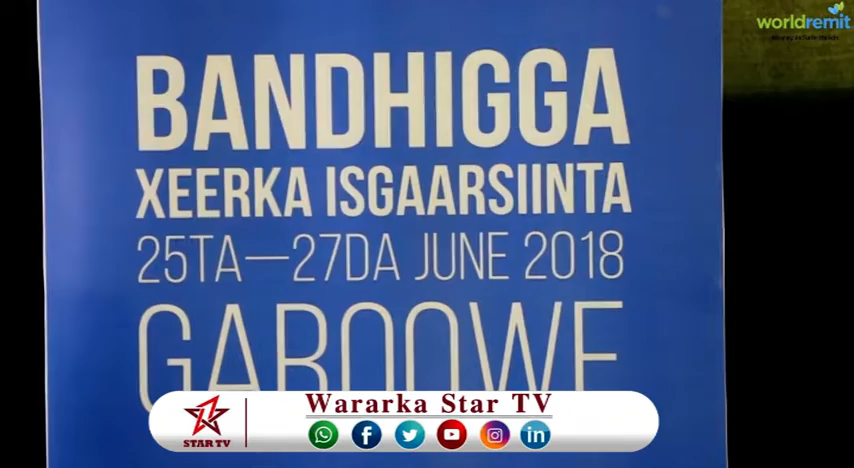 worldremit
BANDHIGGA
XEERKA ISGAARSIINTA
25TA—27DA JUNE 2018
GAROOWE
Wararka Star TV
STAR TV